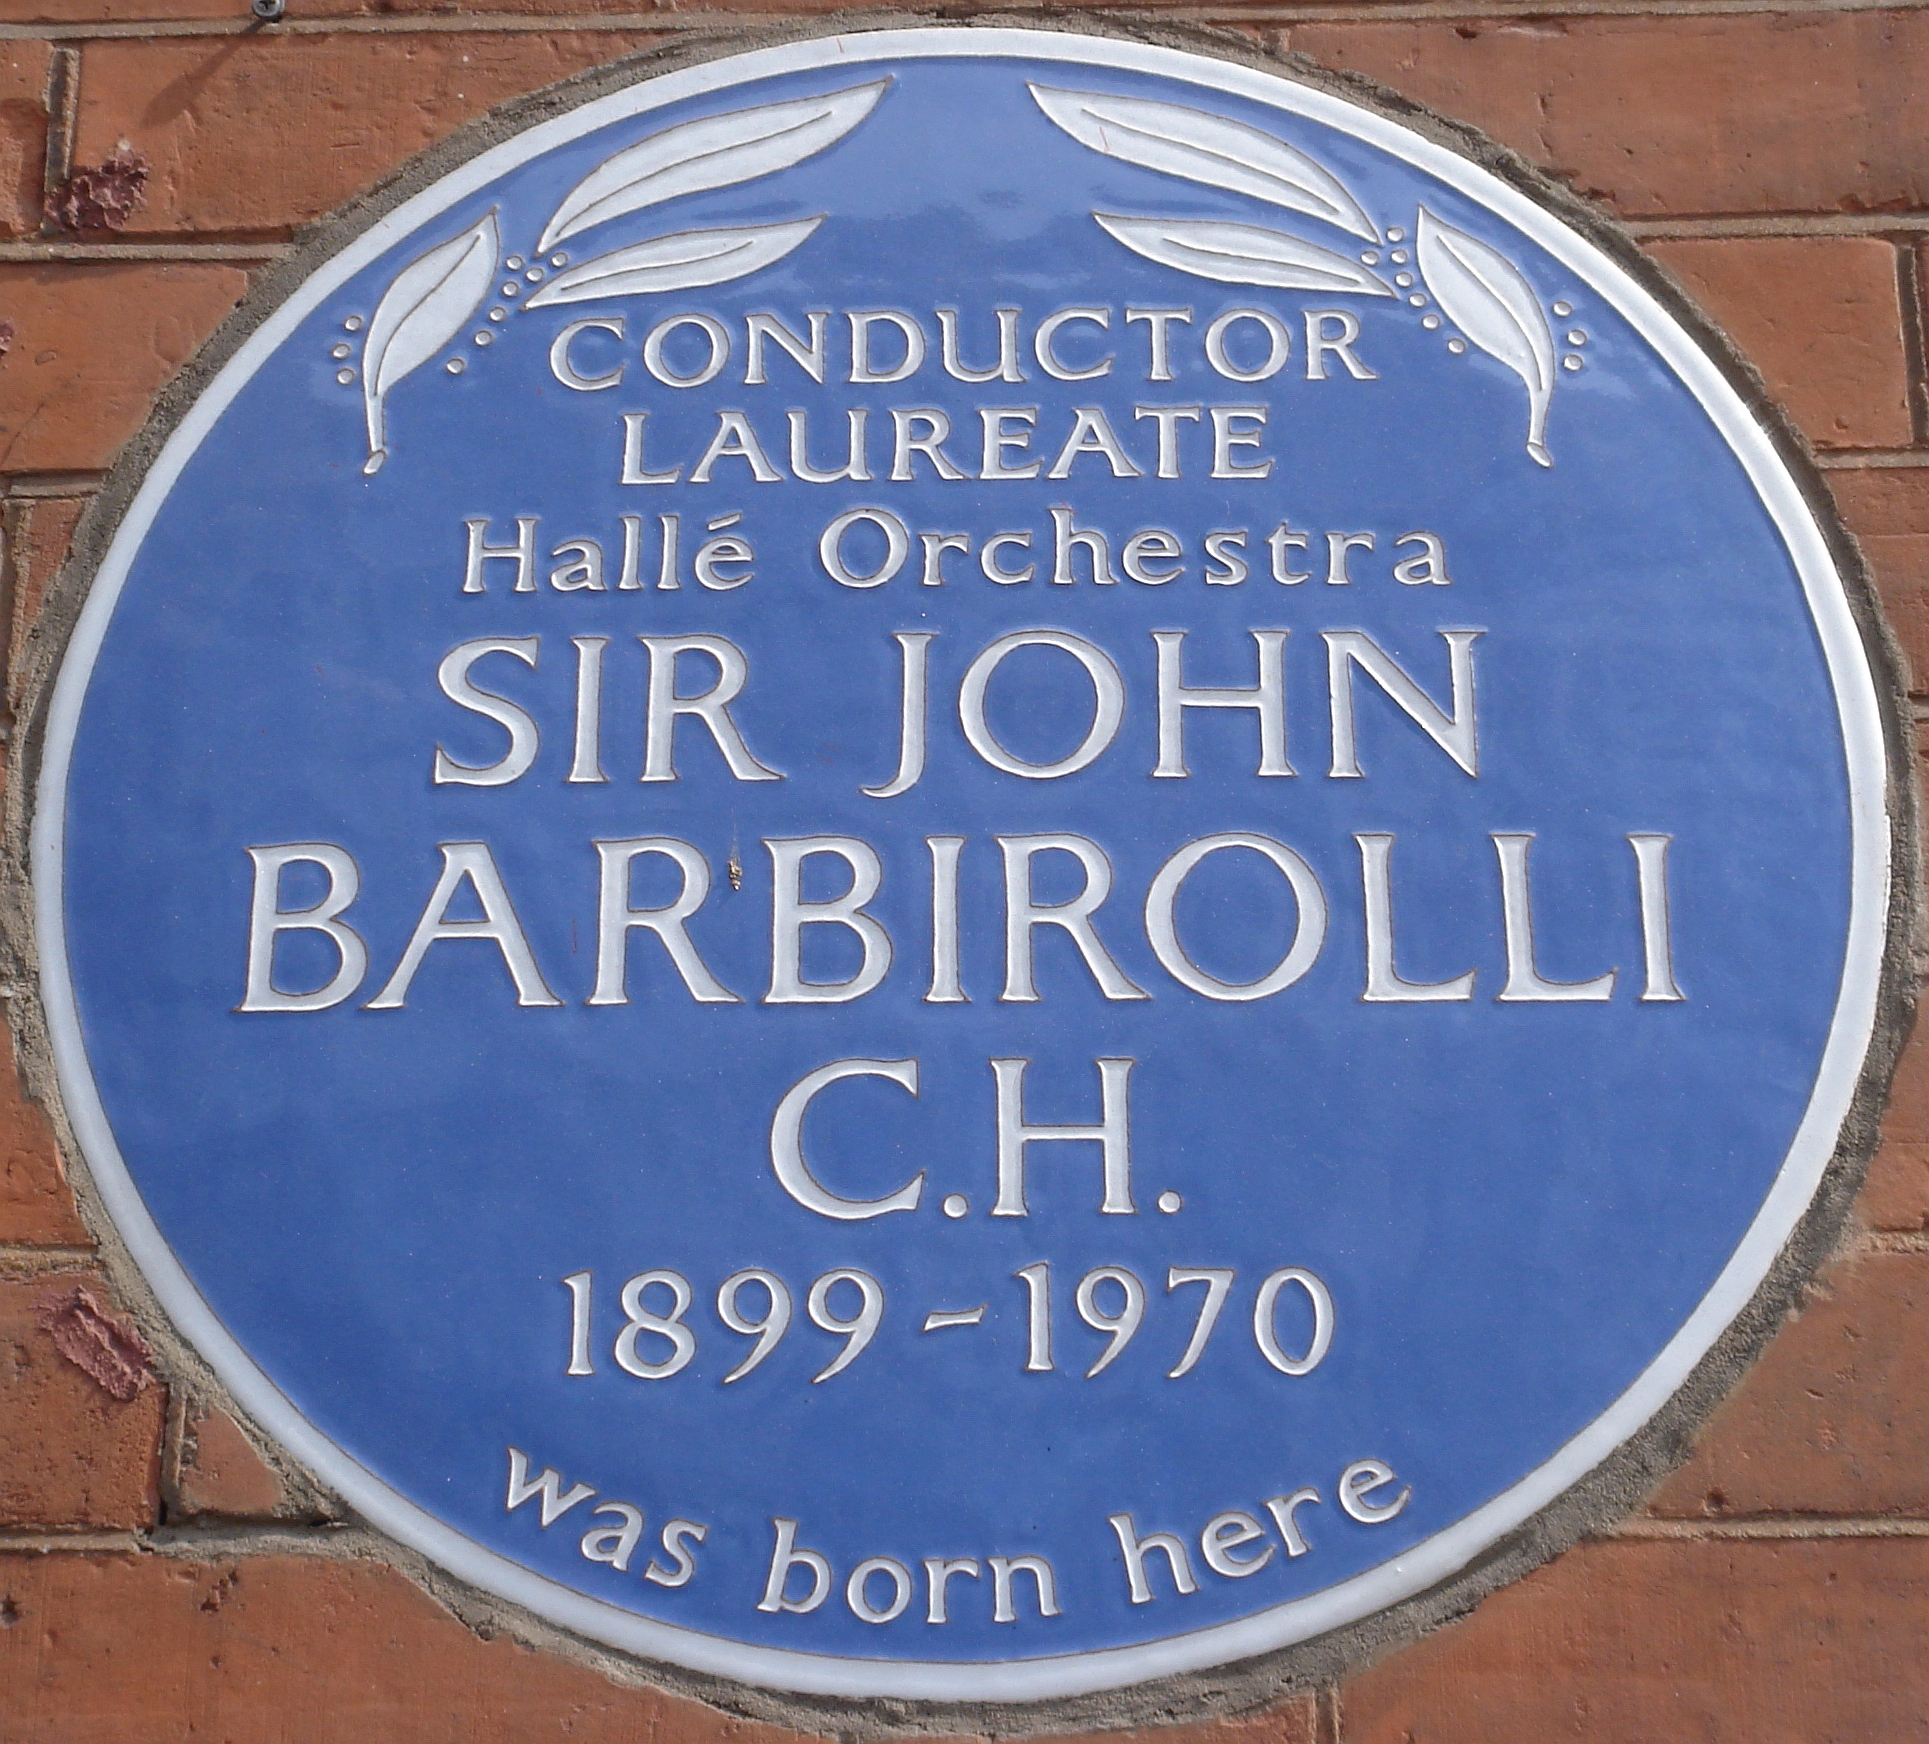 CONDUCTOR
LAUREATE
Hallé Orchestra
SIR JOHN
BARBIROLLI
C.H.
1899-1970
was born here